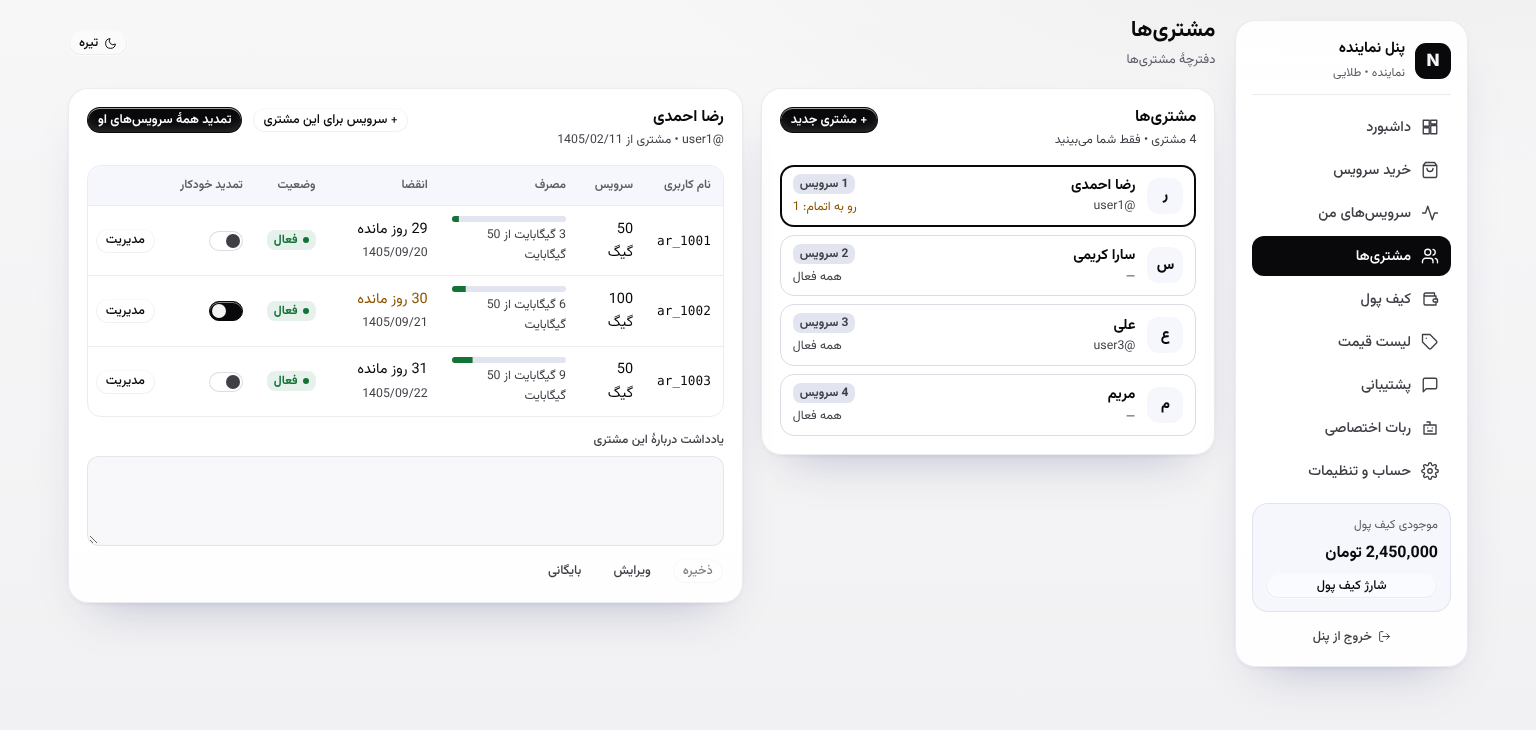 N
پنل نماینده
نماینده • طلایی
داشبورد
خرید سرویس
سرویس‌های من
مشتری‌ها
کیف پول
لیست قیمت
پشتیبانی
ربات اختصاصی
حساب و تنظیمات
موجودی کیف پول
2,450,000 تومان
شارژ کیف پول
خروج از پنل
مشتری‌ها
دفترچهٔ مشتری‌ها
تیره
مشتری‌ها
+ مشتری جدید
4 مشتری • فقط شما می‌بینید
ر
رضا احمدی
1 سرویس
@user1
رو به اتمام: 1
س
سارا کریمی
2 سرویس
—
همه فعال
ع
علی
3 سرویس
@user3
همه فعال
م
مریم
4 سرویس
—
همه فعال
رضا احمدی
+ سرویس برای این مشتری
تمدید همهٔ سرویس‌های او
@user1 • مشتری از 1405/02/11
نام کاربری سرویس مصرف انقضا وضعیت تمدید خودکار
ar_1001
50
گیگ
3 گیگابایت از 50
گیگابایت
29 روز مانده
1405/09/20
فعال
مدیریت
ar_1002
100
گیگ
6 گیگابایت از 50
گیگابایت
30 روز مانده
1405/09/21
فعال
مدیریت
ar_1003
50
گیگ
9 گیگابایت از 50
گیگابایت
31 روز مانده
1405/09/22
فعال
مدیریت
یادداشت دربارهٔ این مشتری
ذخیره
ویرایش
بایگانی